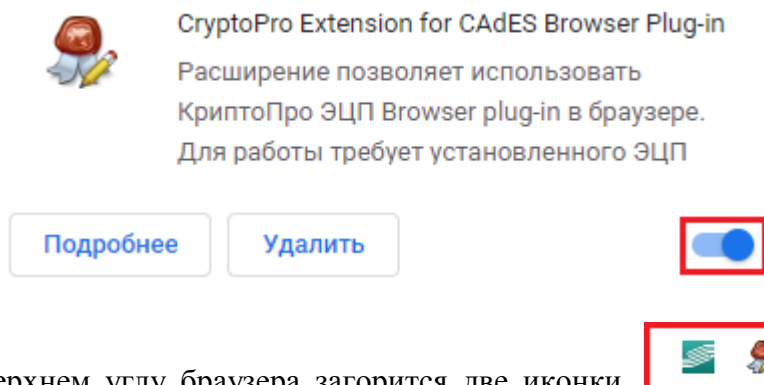 CryptoPro Extension for CAdES Browser Plug-in
Расширение позволяет использовать
КриптоПро ЭЦП Browser plug-in в браузере.
Для работы требует установленного ЭЦП
Подробнее Удалить
углу браузера загорится две иконки